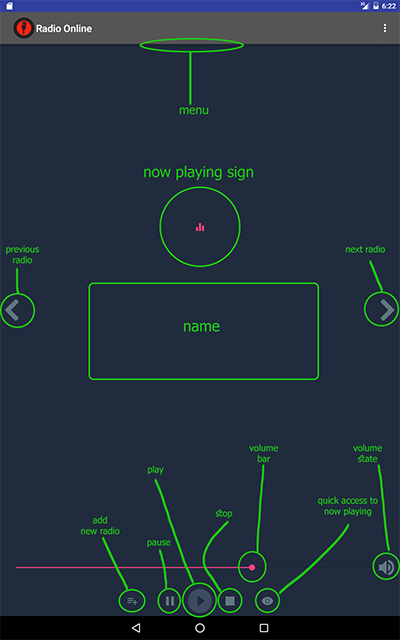 6:22
Radio Online
menu
now playing sign
previous
radio
next radio
name
volume
bar
volume
state
play
quick access to
now playing
stop
add
new radio
pause